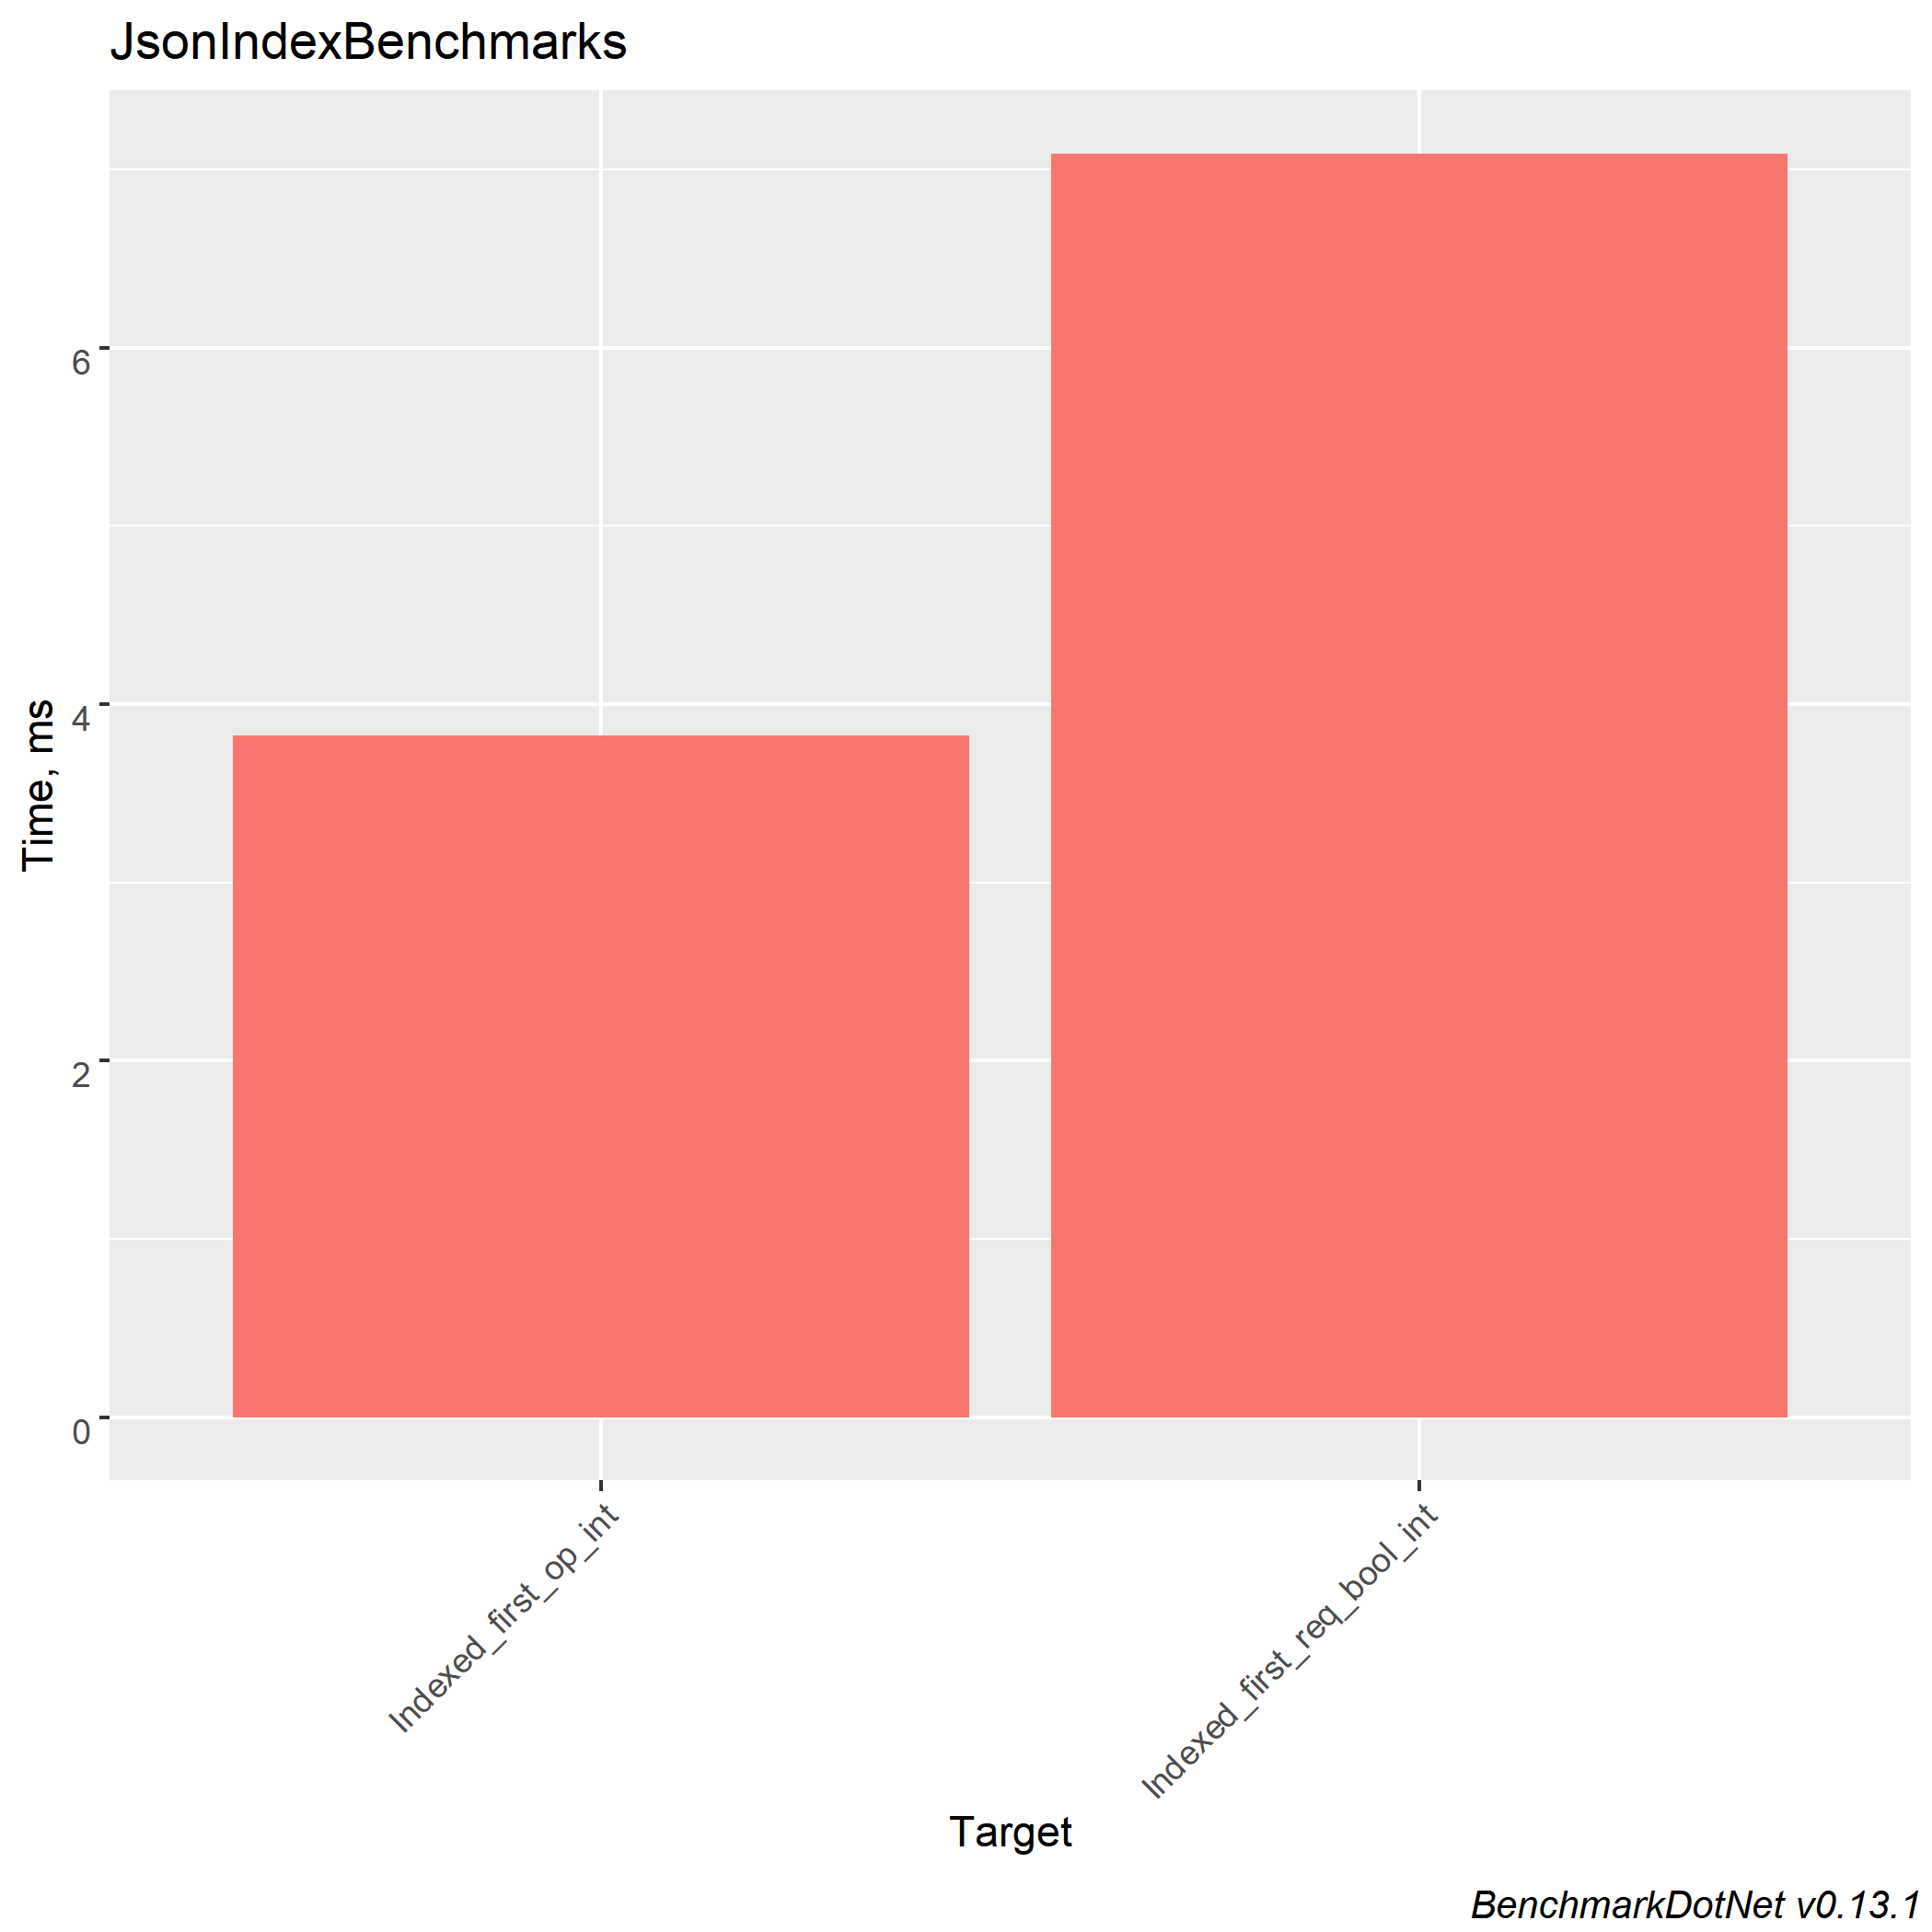 JsonIndexBenchmarks
Time, ms
6
4
2
0
Indexed_first_op_int
Indexed_first_req_bool_int
Target
BenchmarkDotNet v0.13.1